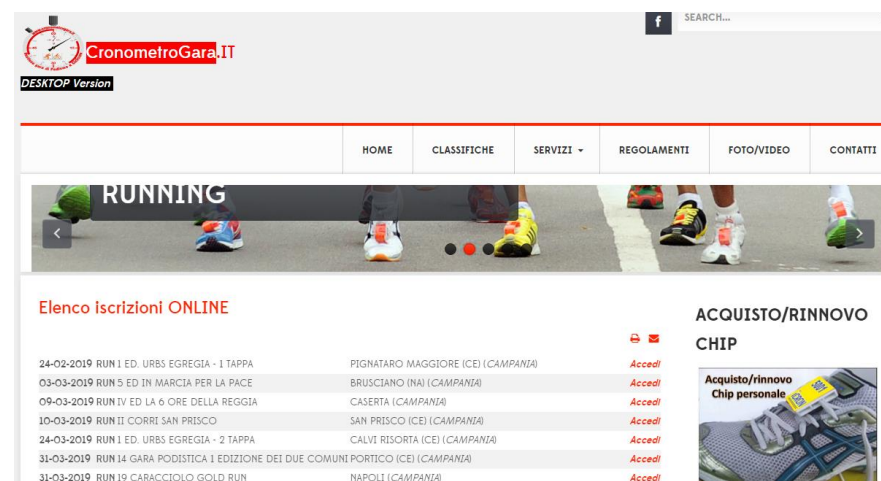 f SEARCH...
CronometroGara.IT
DESKTOP Version
HOME CLASSIFICHE SERVIZI REGOLAMENTI FOTO/VIDEO CONTATTI
RUNNING
Elenco iscrizioni ONLINE
24-02-2019 RUN 1 ED. URBS EGREGIA - 1 TAPPA PIGNATARO MAGGIORE (CE) (CAMPANIA) Accedi
03-03-2019 RUN 5 ED IN MARCIA PER LA PACE BRUSCIANO (NA) (CAMPANIA) Accedi
09-03-2019 RUN IV ED LA 6 ORE DELLA REGGIA CASERTA (CAMPANIA) Accedi
10-03-2019 RUN II CORRI SAN PRISCO SAN PRISCO (CE) (CAMPANIA) Accedi
24-03-2019 RUN 1 ED. URBS EGREGIA - 2 TAPPA CALVI RISORTA (CE) (CAMPANIA) Accedi
31-03-2019 RUN 14 GARA PODISTICA 1 EDIZIONE DEI DUE COMUNI PORTICO (CE) (CAMPANIA) Accedi
31-03-2019 RUN 19 CARACCIOLO GOLD RUN NAPOLI (CAMPANIA) Accedi
ACQUISTO/RINNOVO
CHIP
Acquisto/rinnovo
Chip personale